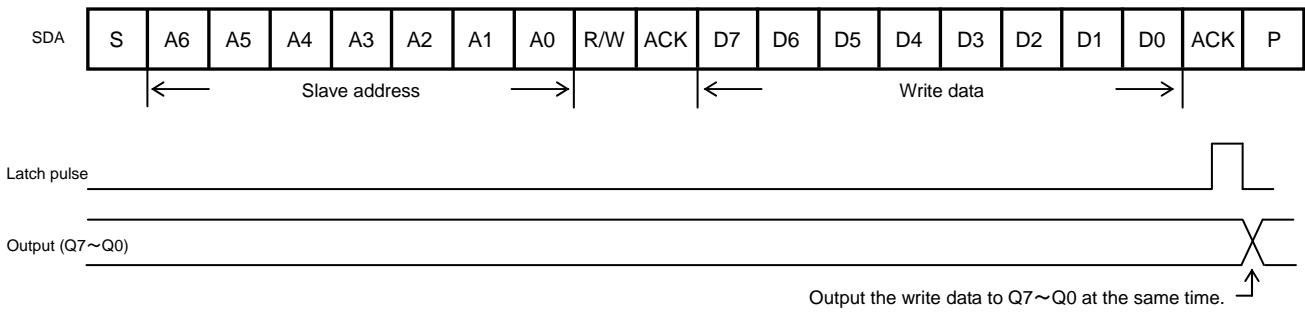 SDA S A6 A5 A4 A3 A2 A1 A0 R/W ACK D7 D6 D5 D4 D3 D2 D1 D0 ACK P
Slave address Write data
Latch pulse
Output (Q7～Q0)
Output the write data to Q7～Q0 at the same time.